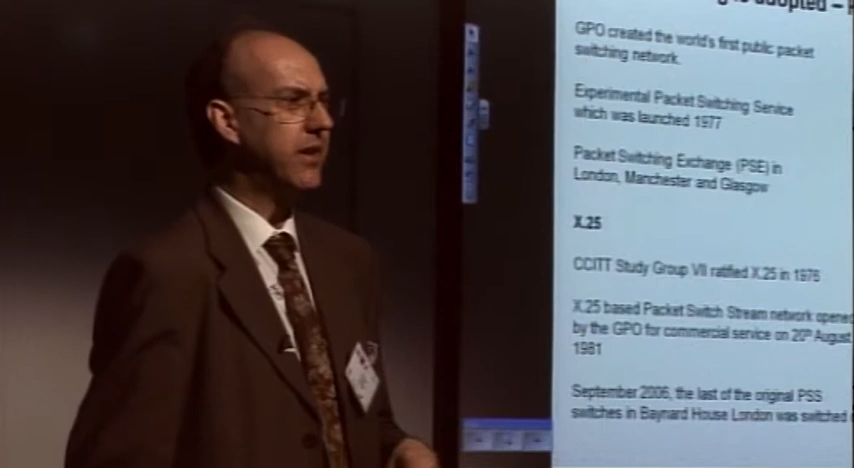 adopted –
GPO created the world's first public packet
switching network.
Experimental Packet Switching Service
which was launched 1977
Packet Switching Exchange (PSE) in
London, Manchester and Glasgow
X.25
CCITT Study Group VII ratified X.25 in 1976
X.25 based Packet Switch Stream network opened
by the GPO for commercial service on 20th August
1981
September 2006, the last of the original PSS
switches in Baynard House London was switched